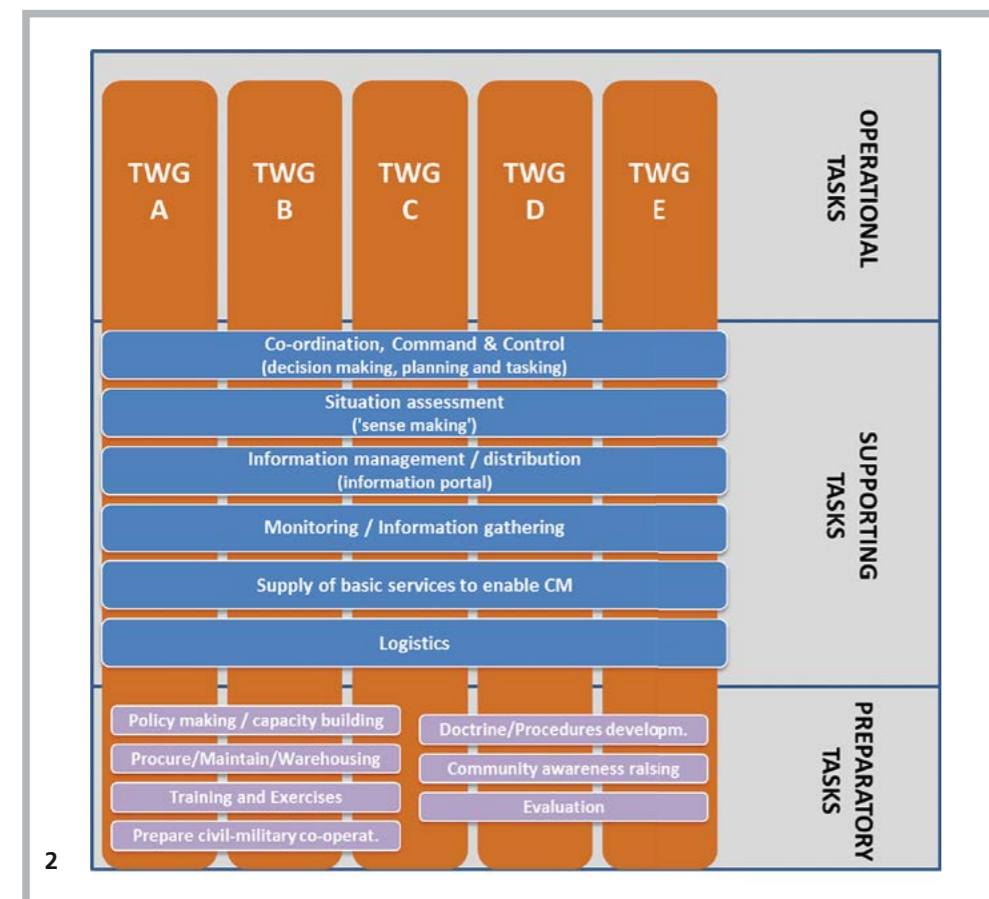 TWG
A
TWG
B
TWG
C
TWG
D
TWG
E
OPERATIONAL
TASKS
Co-ordination, Command & Control
(decision making, planning and tasking)
Situation assessment
('sense making')
Information management / distribution
(information portal)
Monitoring / Information gathering
Supply of basic services to enable CM
Logistics
SUPPORTING
TASKS
Policy making / capacity building
Procure/Maintain/Warehousing
Training and Exercises
Prepare civil-military co-operat.
Doctrine/Procedures developm.
Community awareness raising
Evaluation
PREPARATORY
TASKS
2